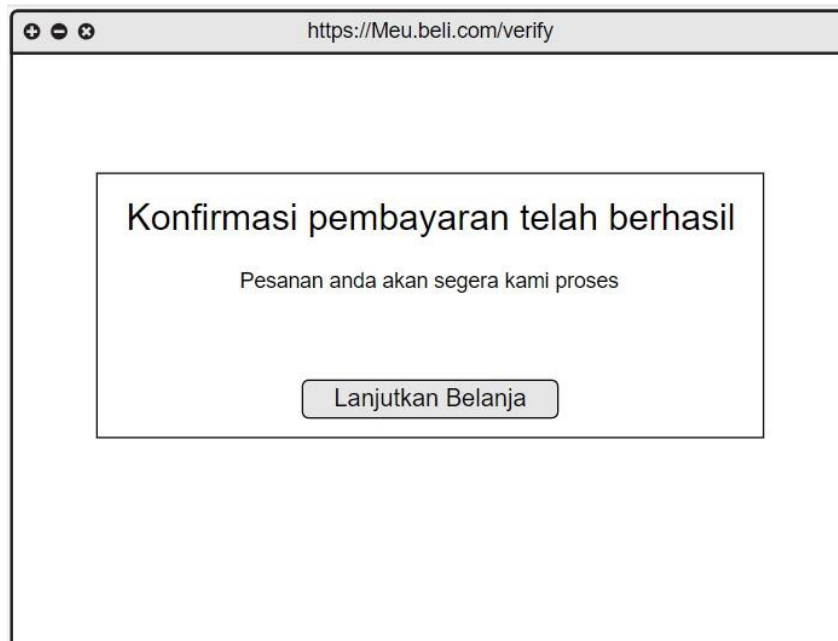 https://Meu.beli.com/verify
Konfirmasi pembayaran telah berhasil
Pesanan anda akan segera kami proses
Lanjutkan Belanja